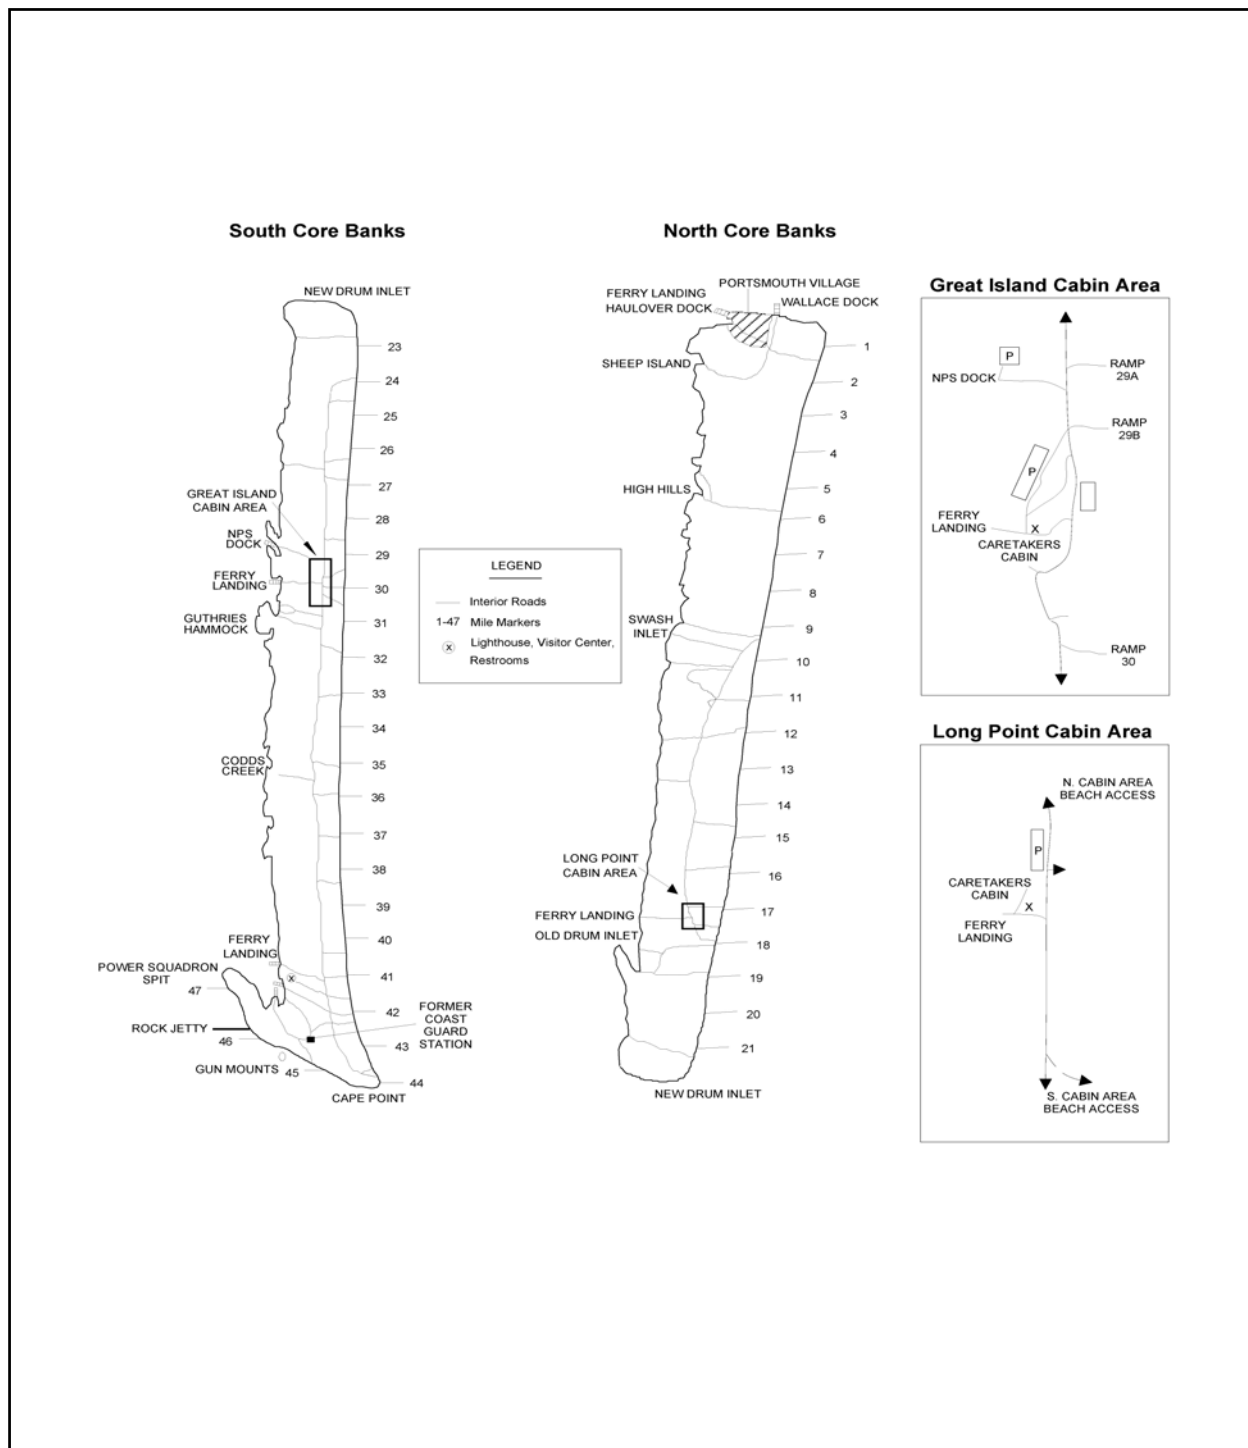 South Core Banks
NEW DRUM INLET
23
24
25
26
27
GREAT ISLAND
CABIN AREA
28
NPS
DOCK
29
FERRY
LANDING
30
GUTHRIES
HAMMOCK
31
32
33
34
CODDS
CREEK
35
36
37
38
39
40
FERRY
LANDING
41
X
POWER SQUADRON
SPIT
47
42
FORMER
COAST
GUARD
STATION
ROCK JETTY
46
43
GUN MOUNTS
45
44
CAPE POINT
LEGEND
Interior Roads
1-47 Mile Markers
X Lighthouse, Visitor Center,
Restrooms
North Core Banks
PORTSMOUTH VILLAGE
FERRY LANDING
HAULOVER DOCK
WALLACE DOCK
1
SHEEP ISLAND
2
3
4
HIGH HILLS
5
6
7
8
SWASH
INLET
9
10
11
12
13
14
15
LONG POINT
CABIN AREA
16
FERRY LANDING
17
OLD DRUM INLET
18
19
20
21
NEW DRUM INLET
Great Island Cabin Area
P
NPS DOCK
RAMP
29A
RAMP
29B
P
FERRY
LANDING
X
CARETAKERS
CABIN
RAMP
30
Long Point Cabin Area
N. CABIN AREA
BEACH ACCESS
P
CARETAKERS
CABIN
X
FERRY
LANDING
S. CABIN AREA
BEACH ACCESS